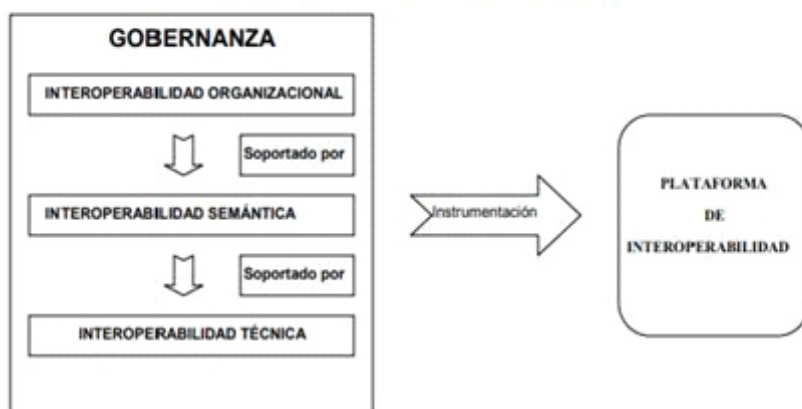 GOBERNANZA
INTEROPERABILIDAD ORGANIZACIONAL
Soportado por
INTEROPERABILIDAD SEMÁNTICA
Soportado por
INTEROPERABILIDAD TÉCNICA
Instrumentación
PLATAFORMA
DE
INTEROPERABILIDAD